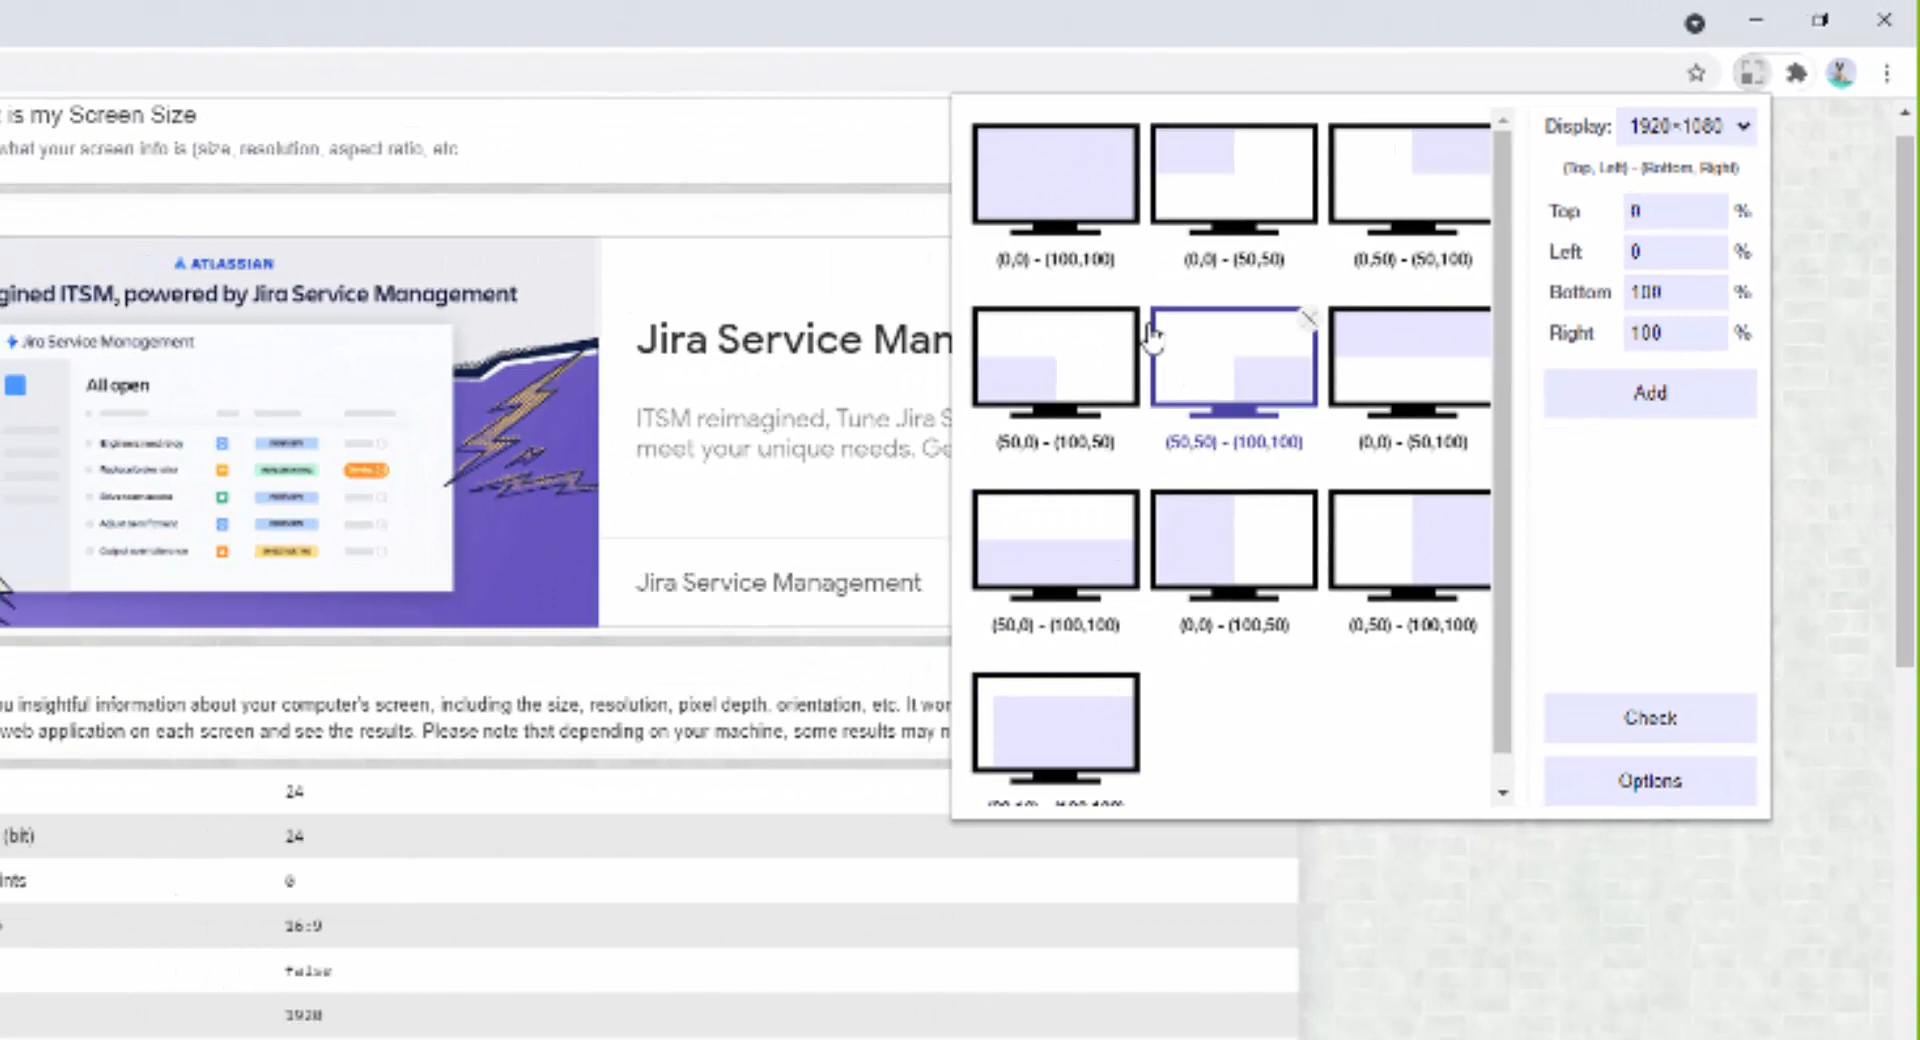 is my Screen Size
what your screen info is (size, resolution, aspect ratio, etc
ATLASSIAN
gined ITSM, powered by Jira Service Management
Jira Service Management
All open
Jira Service Man
ITSM reimagined, Tune Jira S
meet your unique needs. Ge
Jira Service Management
u insightful information about your computer's screen, including the size, resolution, pixel depth, orientation, etc. It wor
web application on each screen and see the results. Please note that depending on your machine, some results may n
24
(bit) 24
ints 0
16:9
false
1920
(0,0) - (100,100)
(0,0) - (50,50)
(0,50) - (50,100)
(50,0) - (100,50)
(50,50) - (100,100)
(0,0) - (50,100)
(50,0) - (100,100)
(0,0) - (100,50)
(0,50) - (100,100)
Display: 1920×1080
(Top, Left) - (Bottom, Right)
Top 0 %
Left 0 %
Bottom 100 %
Right 100 %
Add
Check
Options